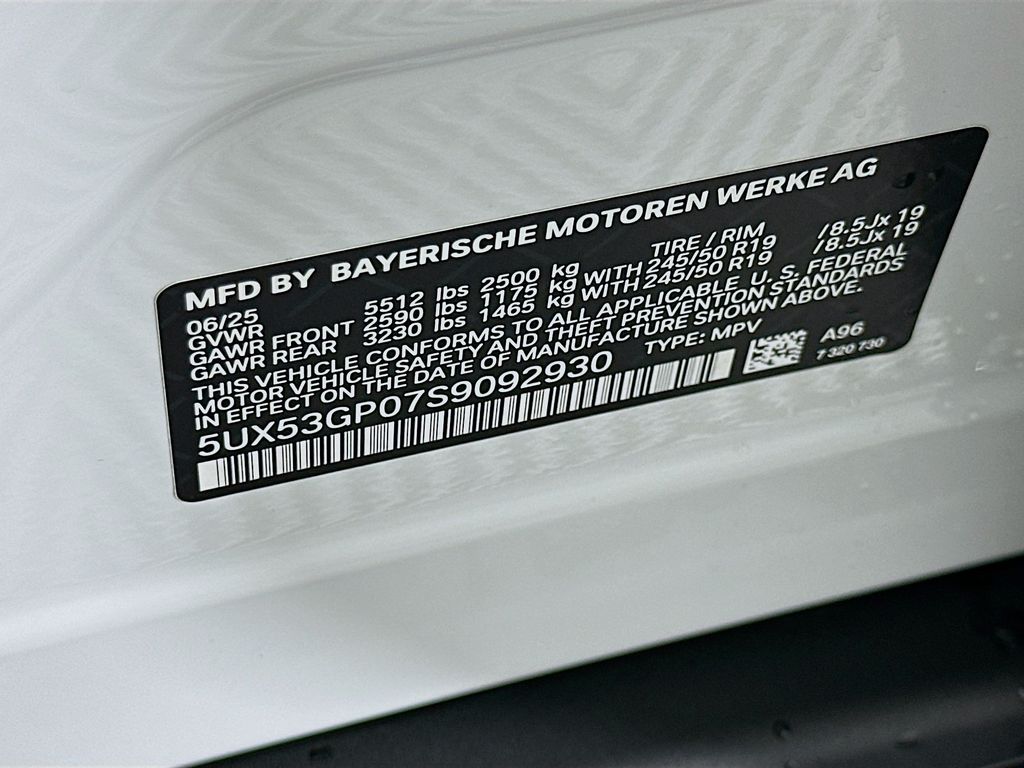 MFD BY BAYERISCHE MOTOREN WERKE AG
06/25 TIRE / RIM
GVWR 5512 lbs 2500 kg
GAWR FRONT 2590 lbs 1175 kg WITH 245/50 R19 /8.5Jx 19
GAWR REAR 3230 lbs 1465 kg WITH 245/50 R19 /8.5Jx 19
THIS VEHICLE CONFORMS TO ALL APPLICABLE U. S. FEDERAL
MOTOR VEHICLE SAFETY AND THEFT PREVENTION STANDARDS
IN EFFECT ON THE DATE OF MANUFACTURE SHOWN ABOVE.
5UX53GP07S9092930 TYPE: MPV A96
7 320 730